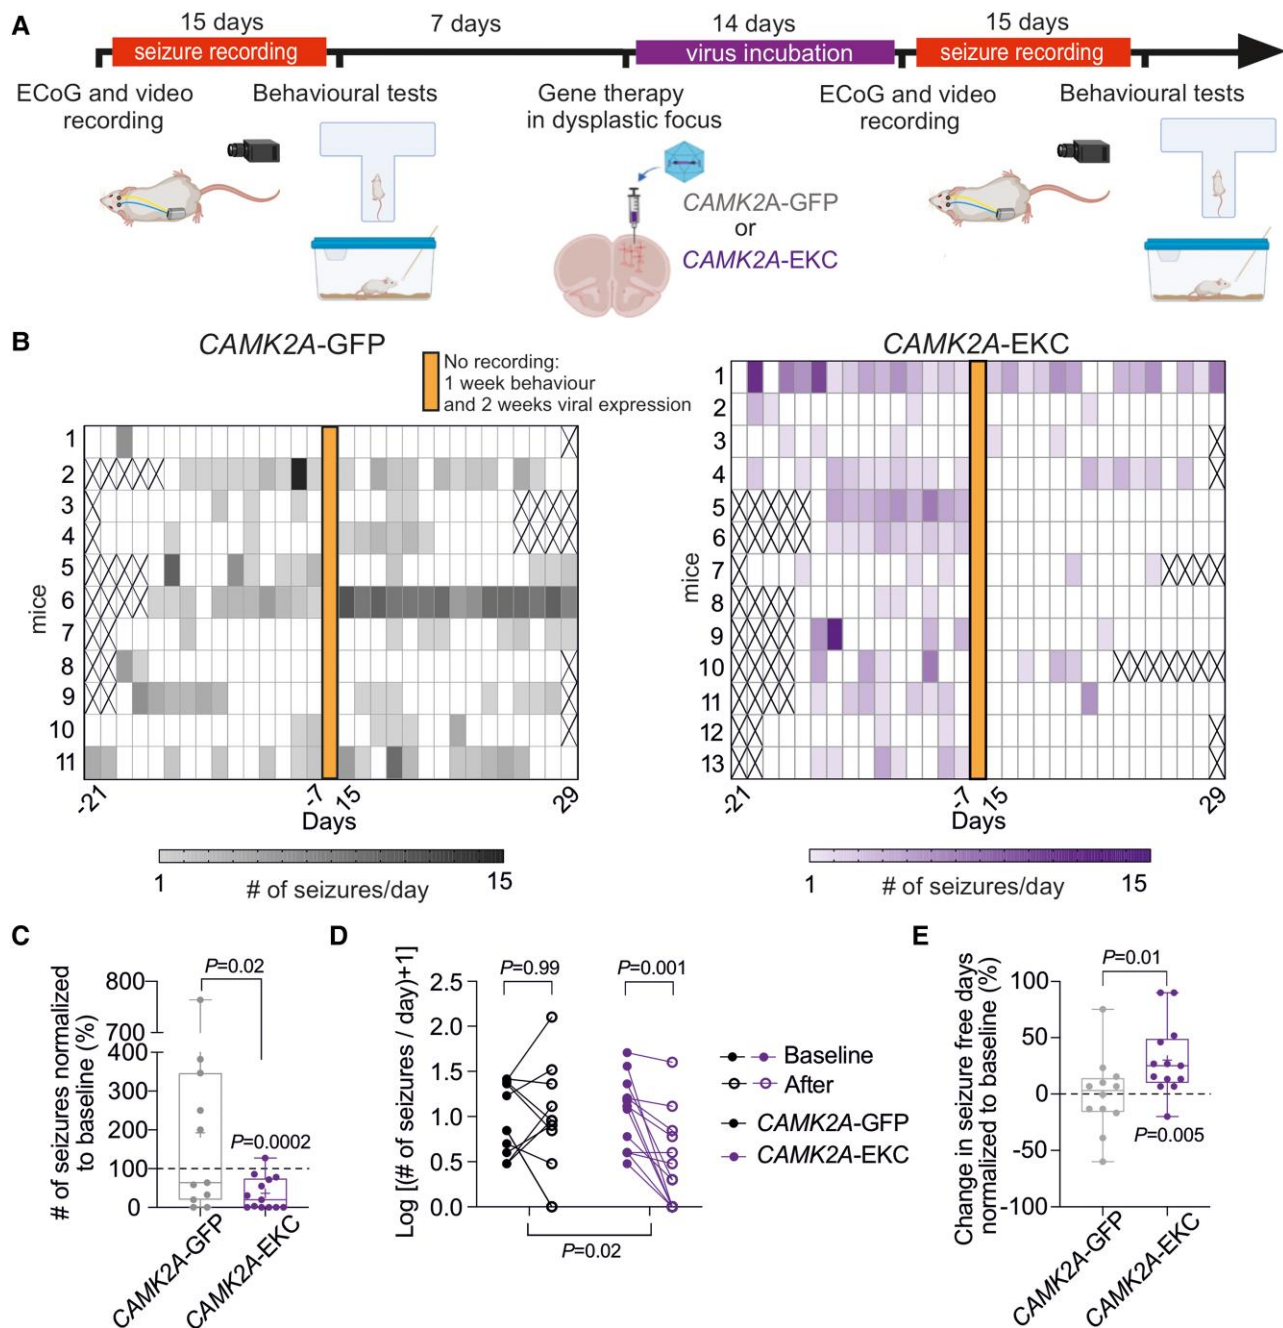 A
15 days
7 days
14 days
15 days
seizure recording
virus incubation
seizure recording
ECoG and video
recording
Behavioural tests
Gene therapy
in dysplastic focus
ECoG and video
recording
Behavioural tests
CAMK2A-GFP
or
CAMK2A-EKC
B
CAMK2A-GFP
No recording:
1 week behaviour
and 2 weeks viral expression
CAMK2A-EKC
mice
1
2
3
4
5
6
7
8
9
10
11
-21
-7
15
29
Days
1
15
# of seizures/day
mice
1
2
3
4
5
6
7
8
9
10
11
12
13
-21
-7
15
29
Days
1
15
# of seizures/day
C
# of seizures normalized
to baseline (%)
800
700
400
300
200
100
0
P=0.02
P=0.0002
CAMK2A-GFP
CAMK2A-EKC
D
Log [(# of seizures / day)+1]
2.5
2.0
1.5
1.0
0.5
0.0
P=0.99
P=0.001
P=0.02
Baseline
After
CAMK2A-GFP
CAMK2A-EKC
E
Change in seizure free days
normalized to baseline (%)
100
50
0
-50
-100
P=0.01
P=0.005
CAMK2A-GFP
CAMK2A-EKC